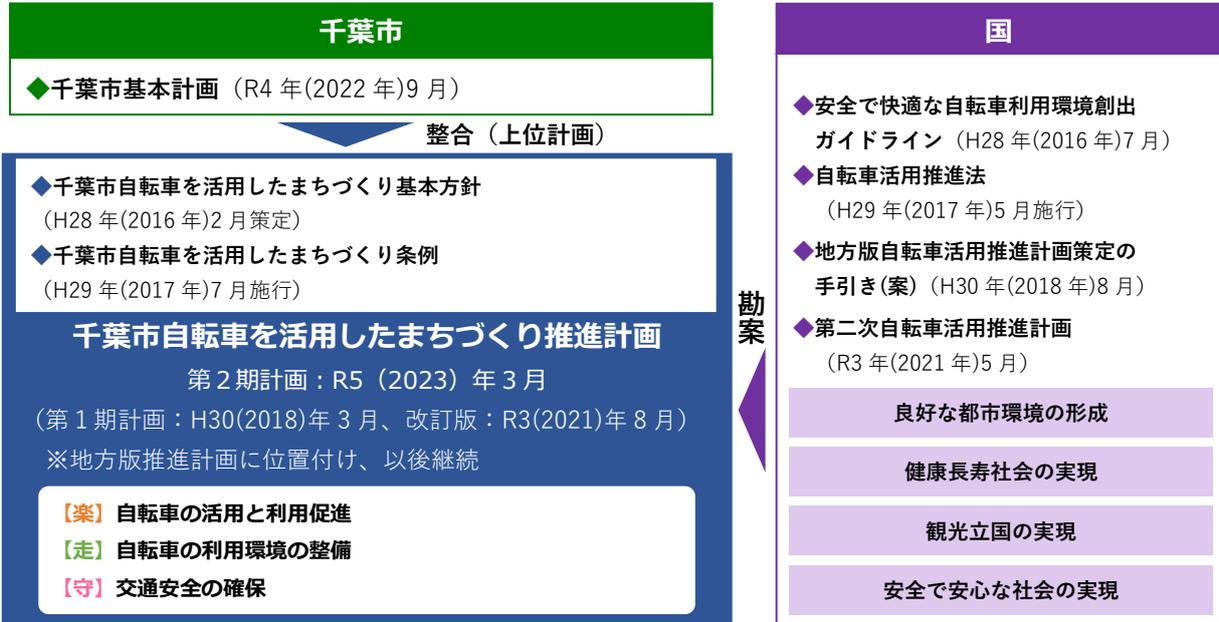 千葉市
◆千葉市基本計画（R4 年(2022 年)9 月）
整合（上位計画）
◆千葉市自転車を活用したまちづくり基本方針
（H28 年(2016 年)2 月策定）
◆千葉市自転車を活用したまちづくり条例
（H29 年(2017 年)7 月施行）
千葉市自転車を活用したまちづくり推進計画
第２期計画：R5（2023）年３月
（第１期計画：H30(2018)年３月、改訂版：R3(2021)年８月）
※地方版推進計画に位置付け、以後継続
【楽】自転車の活用と利用促進
【走】自転車の利用環境の整備
【守】交通安全の確保
勘案
国
◆安全で快適な自転車利用環境創出
ガイドライン（H28 年(2016 年)7 月）
◆自転車活用推進法
（H29 年(2017 年)5 月施行）
◆地方版自転車活用推進計画策定の
手引き(案)（H30 年(2018 年)8 月）
◆第二次自転車活用推進計画
（R3 年(2021 年)5 月）
良好な都市環境の形成
健康長寿社会の実現
観光立国の実現
安全で安心な社会の実現